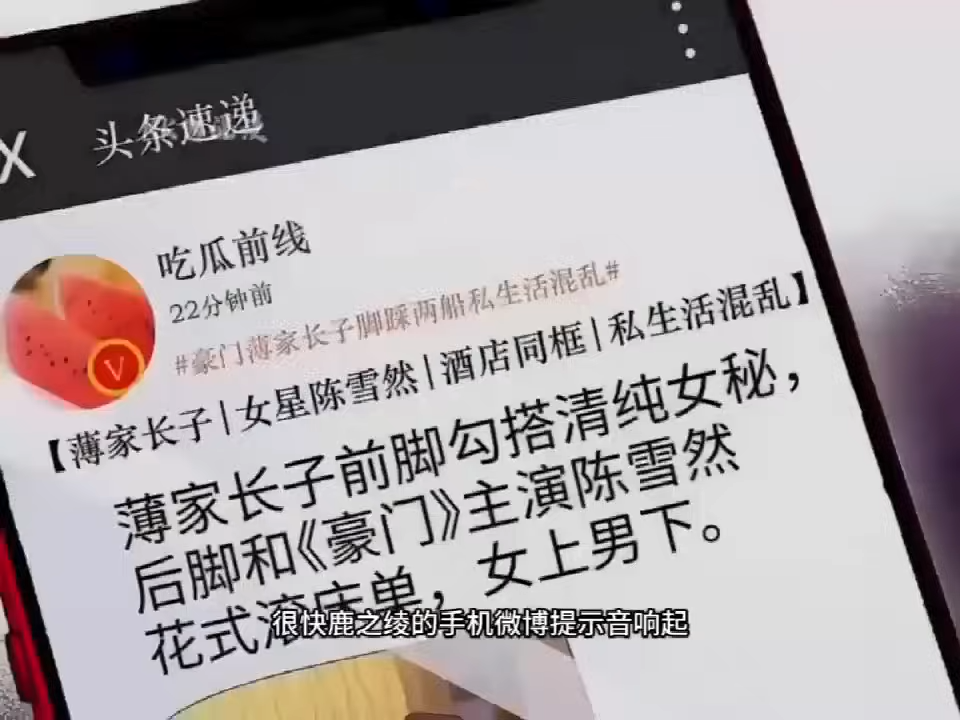 X
头条速递
吃瓜前线
22分钟前
#豪门薄家长子脚踩两船私生活混乱#
【薄家长子|女星陈雪然|酒店同框|私生活混乱】
薄家长子前脚勾搭清纯女秘，
后脚和《豪门》主演陈雪然
花式滚床单，女上男下。
很快鹿之绫的手机微博提示音响起